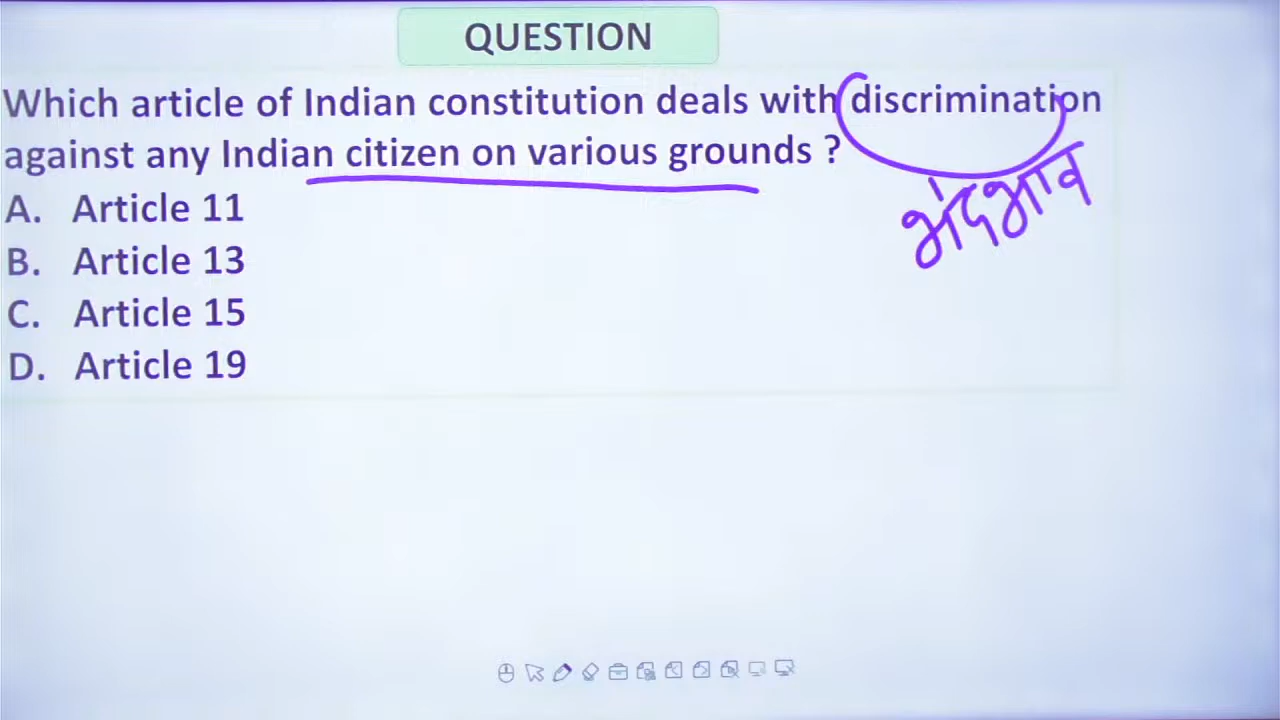 QUESTION
Which article of Indian constitution deals with discrimination
against any Indian citizen on various grounds ?
भेदभाव
A. Article 11
B. Article 13
C. Article 15
D. Article 19